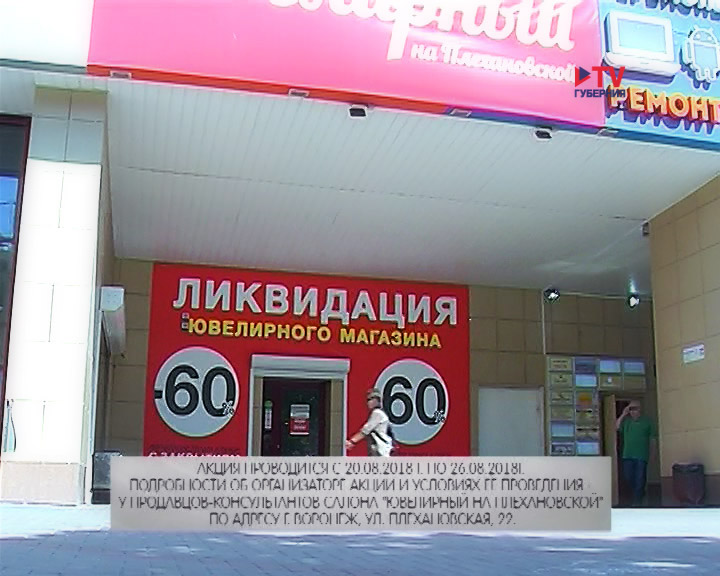 на Плехановской
TV
ГУБЕРНИЯ
РЕМОНТ
ЛИКВИДАЦИЯ
ЮВЕЛИРНОГО МАГАЗИНА
-60%
60%
АКЦИЯ ПРОВОДИТСЯ С 20.08.2018 Г. ПО 26.08.2018Г.
ПОДРОБНОСТИ ОБ ОРГАНИЗАТОРЕ АКЦИИ И УСЛОВИЯХ ЕЕ ПРОВЕДЕНИЯ -
У ПРОДАВЦОВ-КОНСУЛЬТАНТОВ САЛОНА "ЮВЕЛИРНЫЙ НА ПЛЕХАНОВСКОЙ"
ПО АДРЕСУ Г. ВОРОНЕЖ, УЛ. ПЛЕХАНОВСКАЯ, 22.